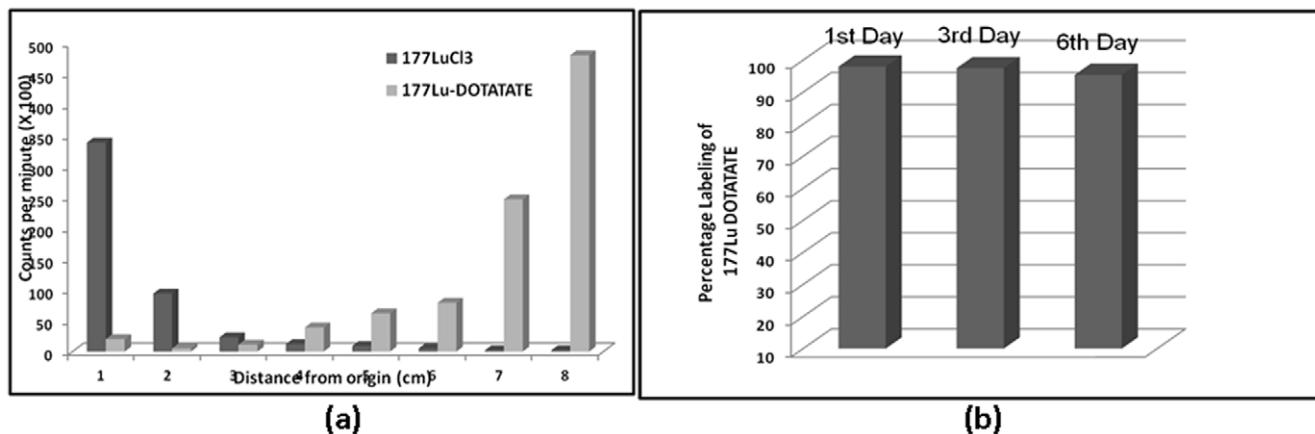 500
450
400
350
300
250
200
150
100
50
0
Counts per minute (X 100)
177LuCl3
177Lu-DOTATATE
1 2 3 4 5 6 7 8
Distance from origin (cm)
(a)
1st Day 3rd Day 6th Day
100
90
80
70
60
50
40
30
20
10
Percentage Labeling of
177Lu DOTATATE
(b)